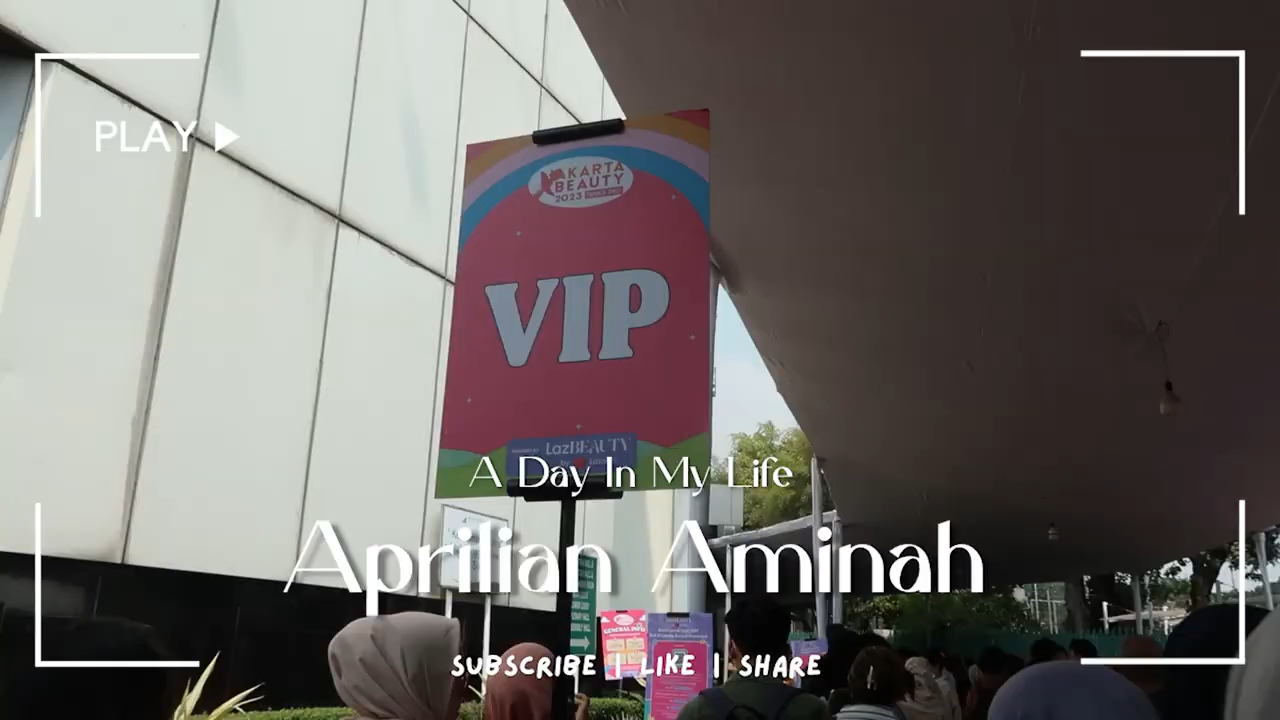 PLAY
KARTA
BEAUTY
2023
VIP
LazBEAUTY
A Day In My Life
Aprilian Aminah
GENERAL INFO
SUBSCRIBE | LIKE | SHARE